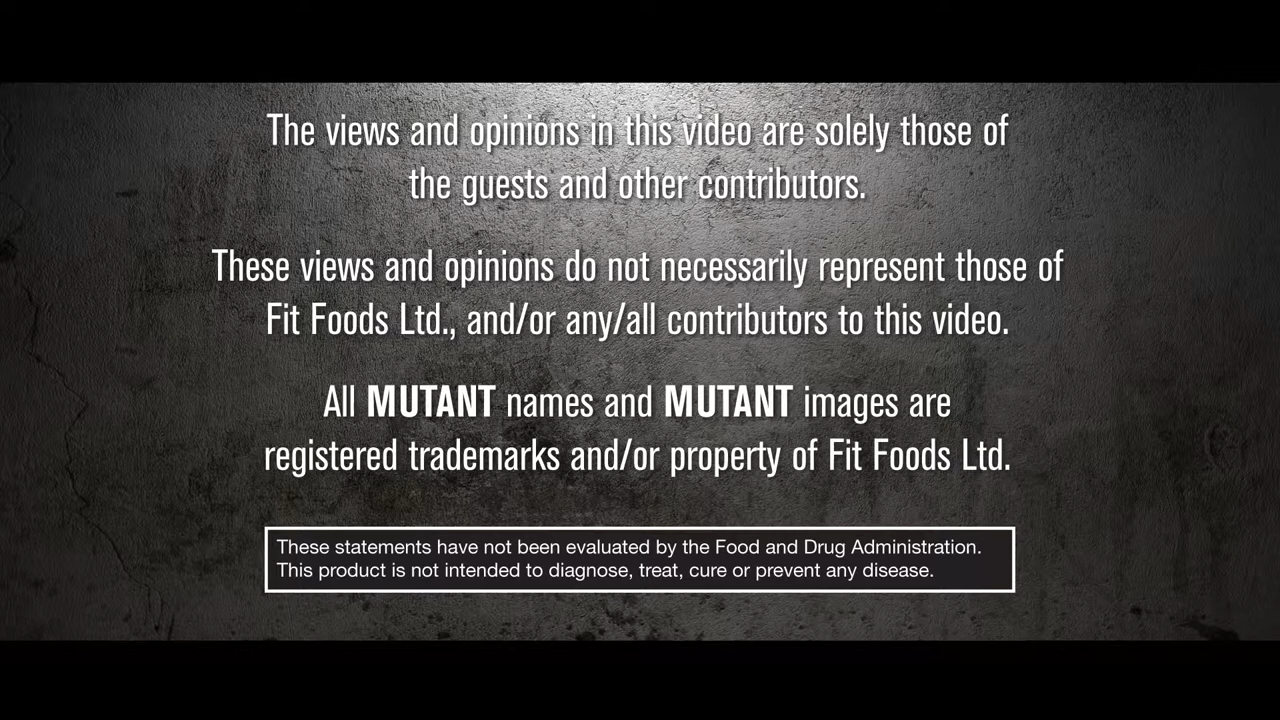 The views and opinions in this video are solely those of
the guests and other contributors.
These views and opinions do not necessarily represent those of
Fit Foods Ltd., and/or any/all contributors to this video.
All MUTANT names and MUTANT images are
registered trademarks and/or property of Fit Foods Ltd.
These statements have not been evaluated by the Food and Drug Administration.
This product is not intended to diagnose, treat, cure or prevent any disease.